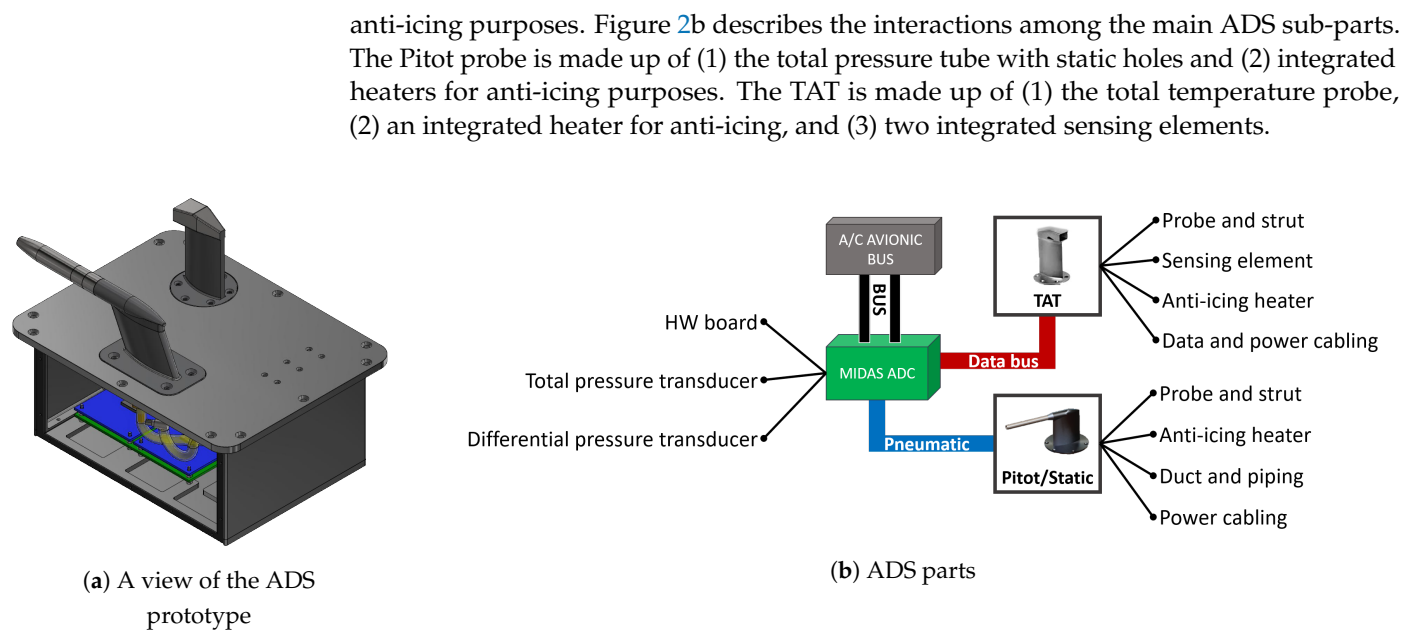 anti-icing purposes. Figure 2b describes the interactions among the main ADS sub-parts.
The Pitot probe is made up of (1) the total pressure tube with static holes and (2) integrated
heaters for anti-icing purposes. The TAT is made up of (1) the total temperature probe,
(2) an integrated heater for anti-icing, and (3) two integrated sensing elements.
A/C AVIONIC
BUS
BUS
HW board
Total pressure transducer
Differential pressure transducer
MIDAS ADC
Data bus
Pneumatic
TAT
Probe and strut
Sensing element
Anti-icing heater
Data and power cabling
Pitot/Static
Probe and strut
Anti-icing heater
Duct and piping
Power cabling
(a) A view of the ADS
prototype
(b) ADS parts